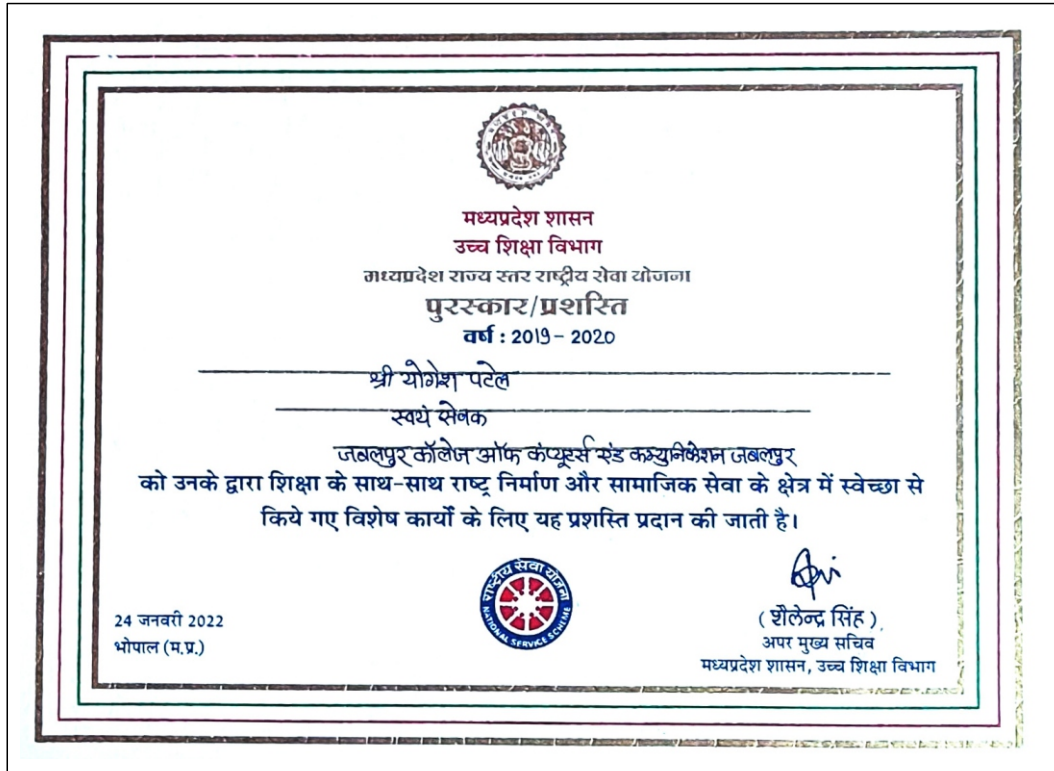 मध्यप्रदेश शासन
उच्च शिक्षा विभाग
मध्यप्रदेश राज्य स्तर राष्ट्रीय सेवा योजना
पुरस्कार/प्रशस्ति
वर्ष : 2019 - 2020
श्री योगेश पटेल
स्वयं सेवक
जबलपुर कॉलेज ऑफ कंप्यूटर्स एंड कम्युनिकेशन जबलपुर
को उनके द्वारा शिक्षा के साथ-साथ राष्ट्र निर्माण और सामाजिक सेवा के क्षेत्र में स्वेच्छा से
किये गए विशेष कार्यों के लिए यह प्रशस्ति प्रदान की जाती है।
राष्ट्रीय सेवा योजना
NATIONAL SERVICE SCHEME
24 जनवरी 2022
भोपाल (म.प्र.)
( शैलेन्द्र सिंह )
अपर मुख्य सचिव
मध्यप्रदेश शासन, उच्च शिक्षा विभाग